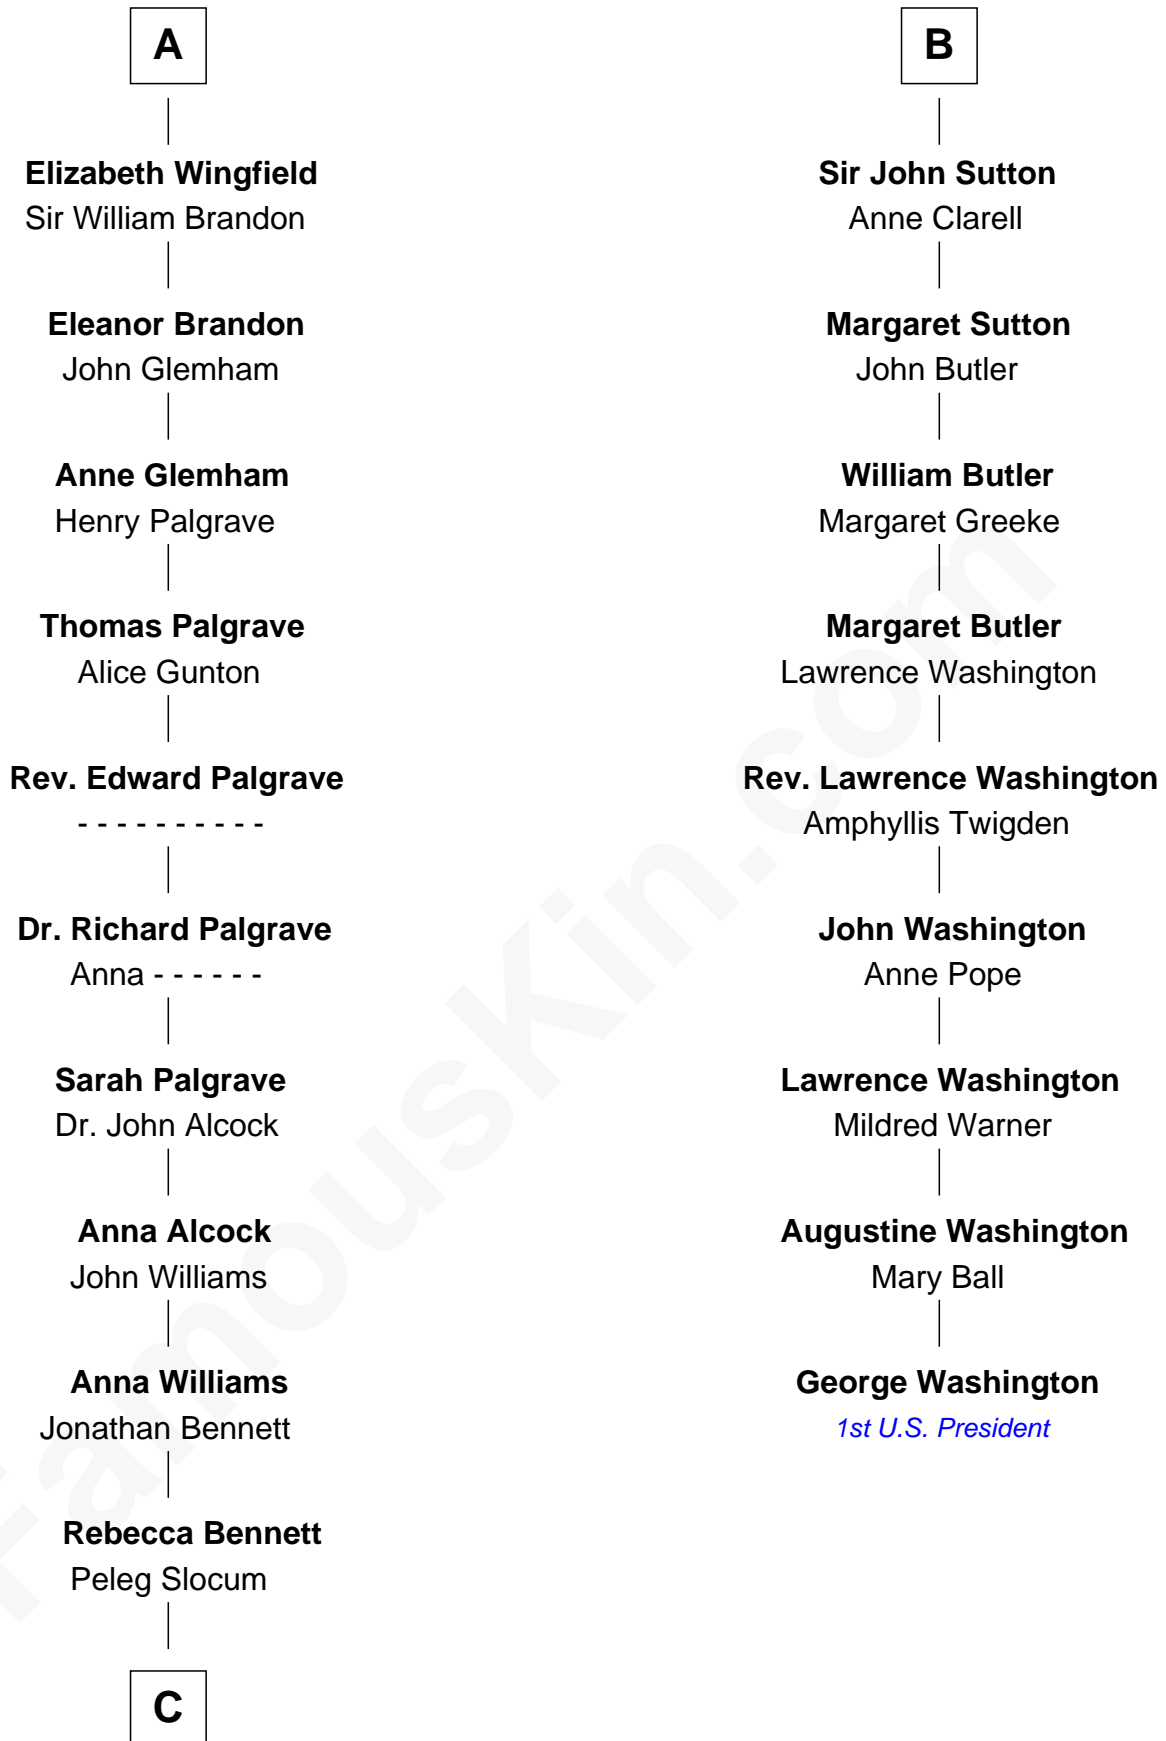 A
Elizabeth Wingfield
Sir William Brandon
Eleanor Brandon
John Glemham
Anne Glemham
Henry Palgrave
Thomas Palgrave
Alice Gunton
Rev. Edward Palgrave
- - - - - - - - - -
Dr. Richard Palgrave
Anna - - - - - -
Sarah Palgrave
Dr. John Alcock
Anna Alcock
John Williams
Anna Williams
Jonathan Bennett
Rebecca Bennett
Peleg Slocum
C
B
Sir John Sutton
Anne Clarell
Margaret Sutton
John Butler
William Butler
Margaret Greeke
Margaret Butler
Lawrence Washington
Rev. Lawrence Washington
Amphyllis Twigden
John Washington
Anne Pope
Lawrence Washington
Mildred Warner
Augustine Washington
Mary Ball
George Washington
1st U.S. President
FamousKin.com